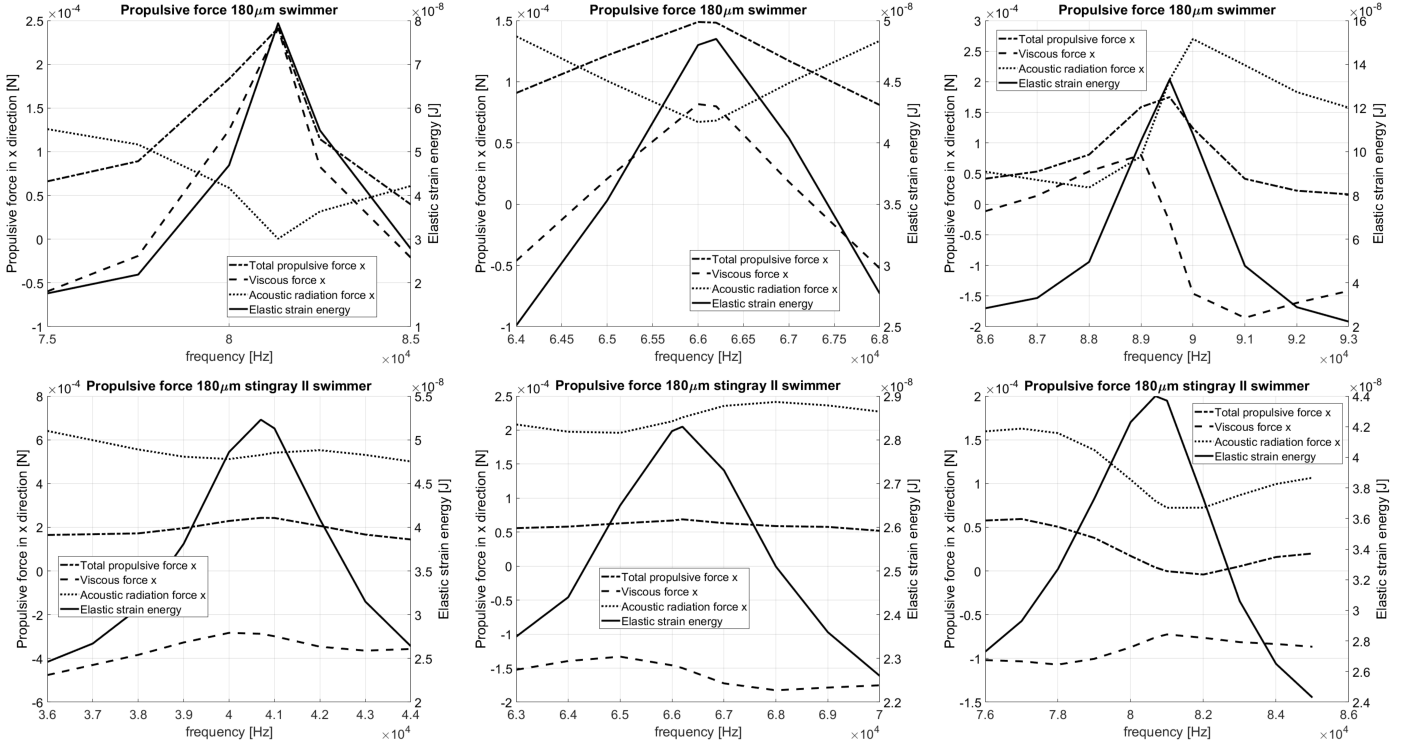 Propulsive force 180μm swimmer
×10⁻⁴
×10⁻⁸
Propulsive force in x direction [N]
2.5
2
1.5
1
0.5
0
-0.5
-1
Total propulsive force x
Viscous force x
Acoustic radiation force x
Elastic strain energy
8
7
6
5
4
3
2
1
Elastic strain energy [J]
7.5 8 8.5
frequency [Hz]
×10⁴
Propulsive force 180μm swimmer
×10⁻⁴
×10⁻⁸
Propulsive force in x direction [N]
1.5
1
0.5
0
-0.5
-1
Total propulsive force x
Viscous force x
Acoustic radiation force x
Elastic strain energy
5
4.5
4
3.5
3
2.5
Elastic strain energy [J]
6.4 6.45 6.5 6.55 6.6 6.65 6.7 6.75 6.8
frequency [Hz]
×10⁴
Propulsive force 180μm swimmer
×10⁻⁴
×10⁻⁸
Propulsive force in x direction [N]
3
2.5
2
1.5
1
0.5
0
-0.5
-1
-1.5
-2
Total propulsive force x
Viscous force x
Acoustic radiation force x
Elastic strain energy
16
14
12
10
8
6
4
2
Elastic strain energy [J]
8.6 8.7 8.8 8.9 9 9.1 9.2 9.3
frequency [Hz]
×10⁴
Propulsive force 180μm stingray II swimmer
×10⁻⁴
×10⁻⁸
Propulsive force in x direction [N]
8
6
4
2
0
-2
-4
-6
Total propulsive force x
Viscous force x
Acoustic radiation force x
Elastic strain energy
5.5
5
4.5
4
3.5
3
2.5
2
Elastic strain energy [J]
3.6 3.7 3.8 3.9 4 4.1 4.2 4.3 4.4
frequency [Hz]
×10⁴
Propulsive force 180μm stingray II swimmer
×10⁻⁴
×10⁻⁸
Propulsive force in x direction [N]
2.5
2
1.5
1
0.5
0
-0.5
-1
-1.5
-2
Total propulsive force x
Viscous force x
Acoustic radiation force x
Elastic strain energy
2.9
2.8
2.7
2.6
2.5
2.4
2.3
2.2
Elastic strain energy [J]
6.3 6.4 6.5 6.6 6.7 6.8 6.9 7
frequency [Hz]
×10⁴
Propulsive force 180μm stingray II swimmer
×10⁻⁴
×10⁻⁸
Propulsive force in x direction [N]
2
1.5
1
0.5
0
-0.5
-1
-1.5
Total propulsive force x
Viscous force x
Acoustic radiation force x
Elastic strain energy
4.4
4.2
4
3.8
3.6
3.4
3.2
3
2.8
2.6
2.4
Elastic strain energy [J]
7.6 7.8 8 8.2 8.4 8.6
frequency [Hz]
×10⁴